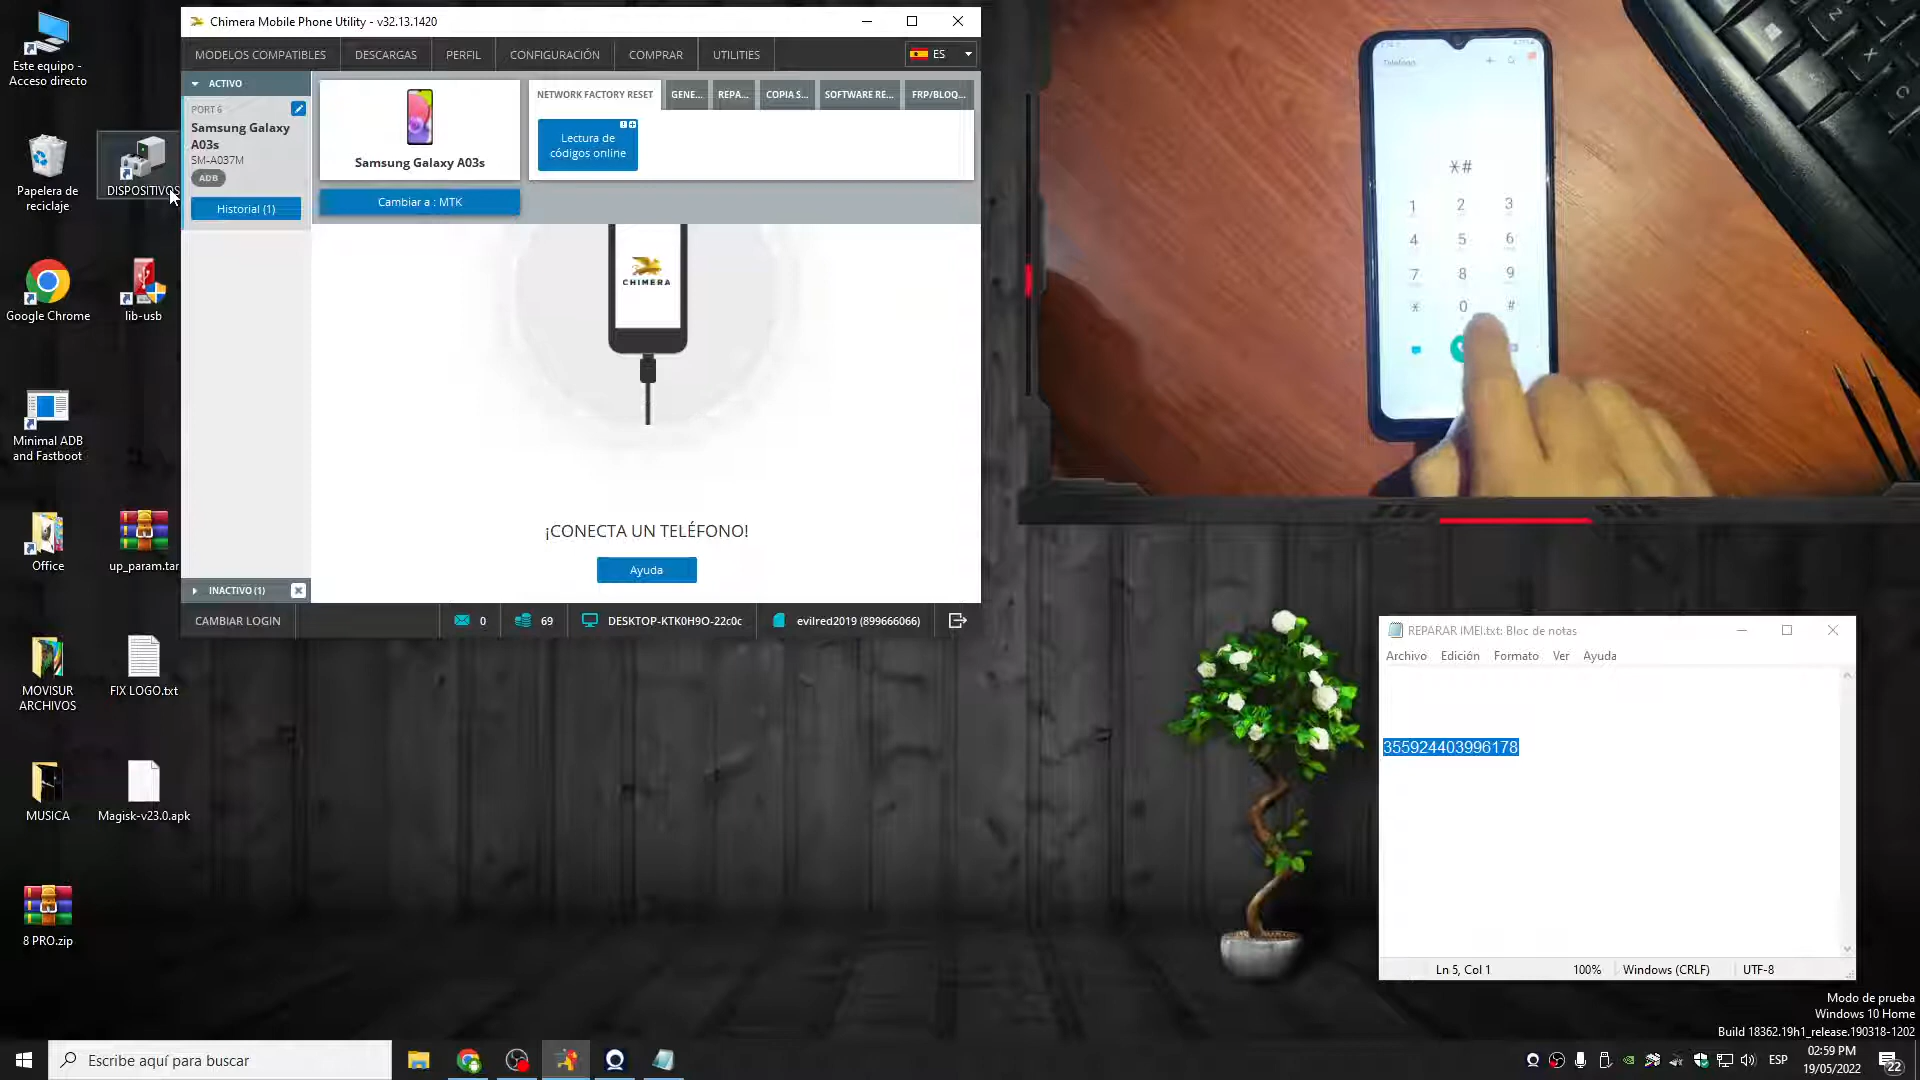 Este equipo -
Acceso directo
Papelera de
reciclaje
DISPOSITIVOS
Google Chrome
lib-usb
Minimal ADB
and Fastboot
Office
up_param.tar
MOVISUR
ARCHIVOS
FIX LOGO.txt
MUSICA
Magisk-v23.0.apk
8 PRO.zip
Chimera Mobile Phone Utility - v32.13.1420
MODELOS COMPATIBLES
DESCARGAS
PERFIL
CONFIGURACIÓN
COMPRAR
UTILITIES
ES
ACTIVO
PORT 6
Samsung Galaxy
A03s
SM-A037M
ADB
Historial (1)
Samsung Galaxy A03s
Cambiar a : MTK
NETWORK FACTORY RESET
GENE...
REPA...
COPIA S...
SOFTWARE RE...
FRP/BLOQ...
Lectura de
códigos online
CHIMERA
¡CONECTA UN TELÉFONO!
Ayuda
INACTIVO (1)
CAMBIAR LOGIN
0
69
DESKTOP-KTK0H9O-22c0c
evilred2019 (899666066)
Teléfono
*#
1 2 3
4 5 6
7 8 9
* 0 #
REPARAR IMEI.txt: Bloc de notas
Archivo Edición Formato Ver Ayuda
355924403996178
Ln 5, Col 1
100%
Windows (CRLF)
UTF-8
Modo de prueba
Windows 10 Home
Build 18362.19h1_release.190318-1202
Escribe aquí para buscar
ESP
02:59 PM
19/05/2022
22